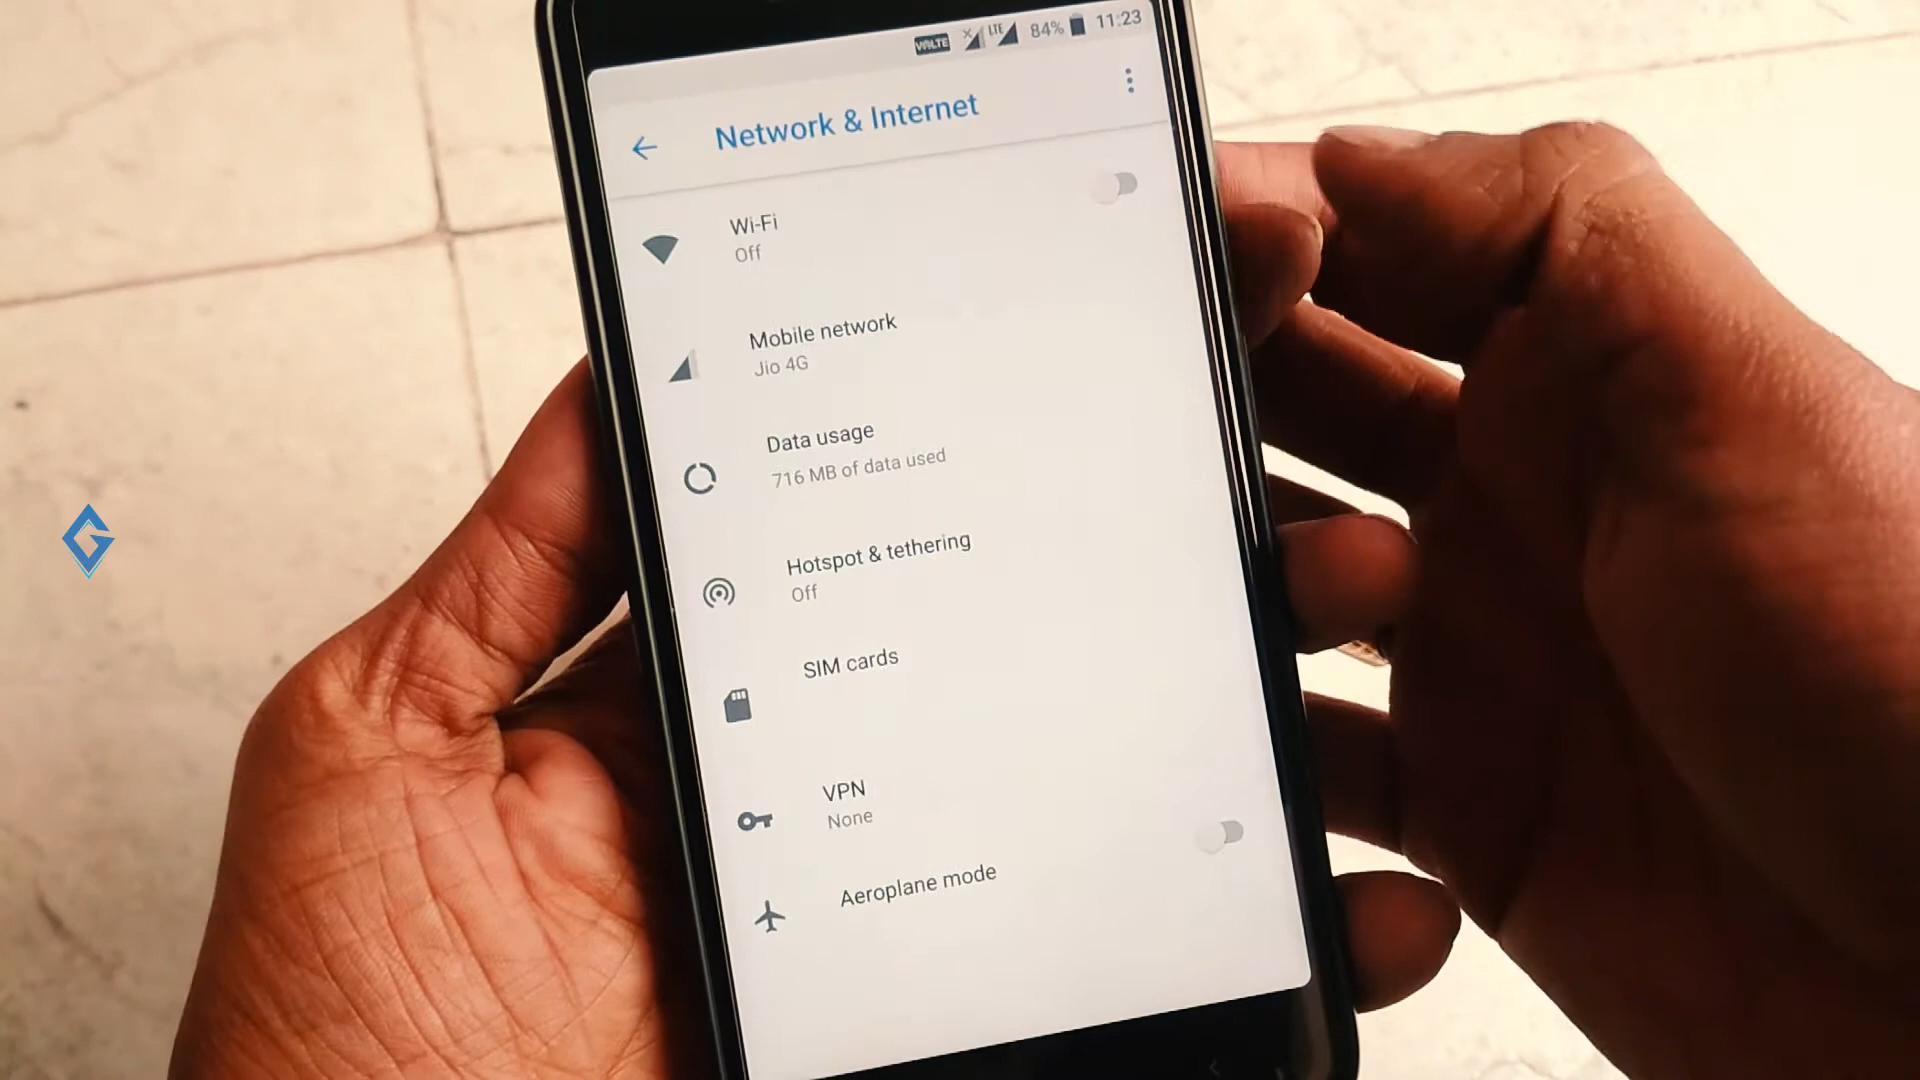 VoLTE LTE 84% 11:23
Network & Internet
Wi-Fi
Off
Mobile network
Jio 4G
Data usage
716 MB of data used
Hotspot & tethering
Off
SIM cards
VPN
None
Aeroplane mode